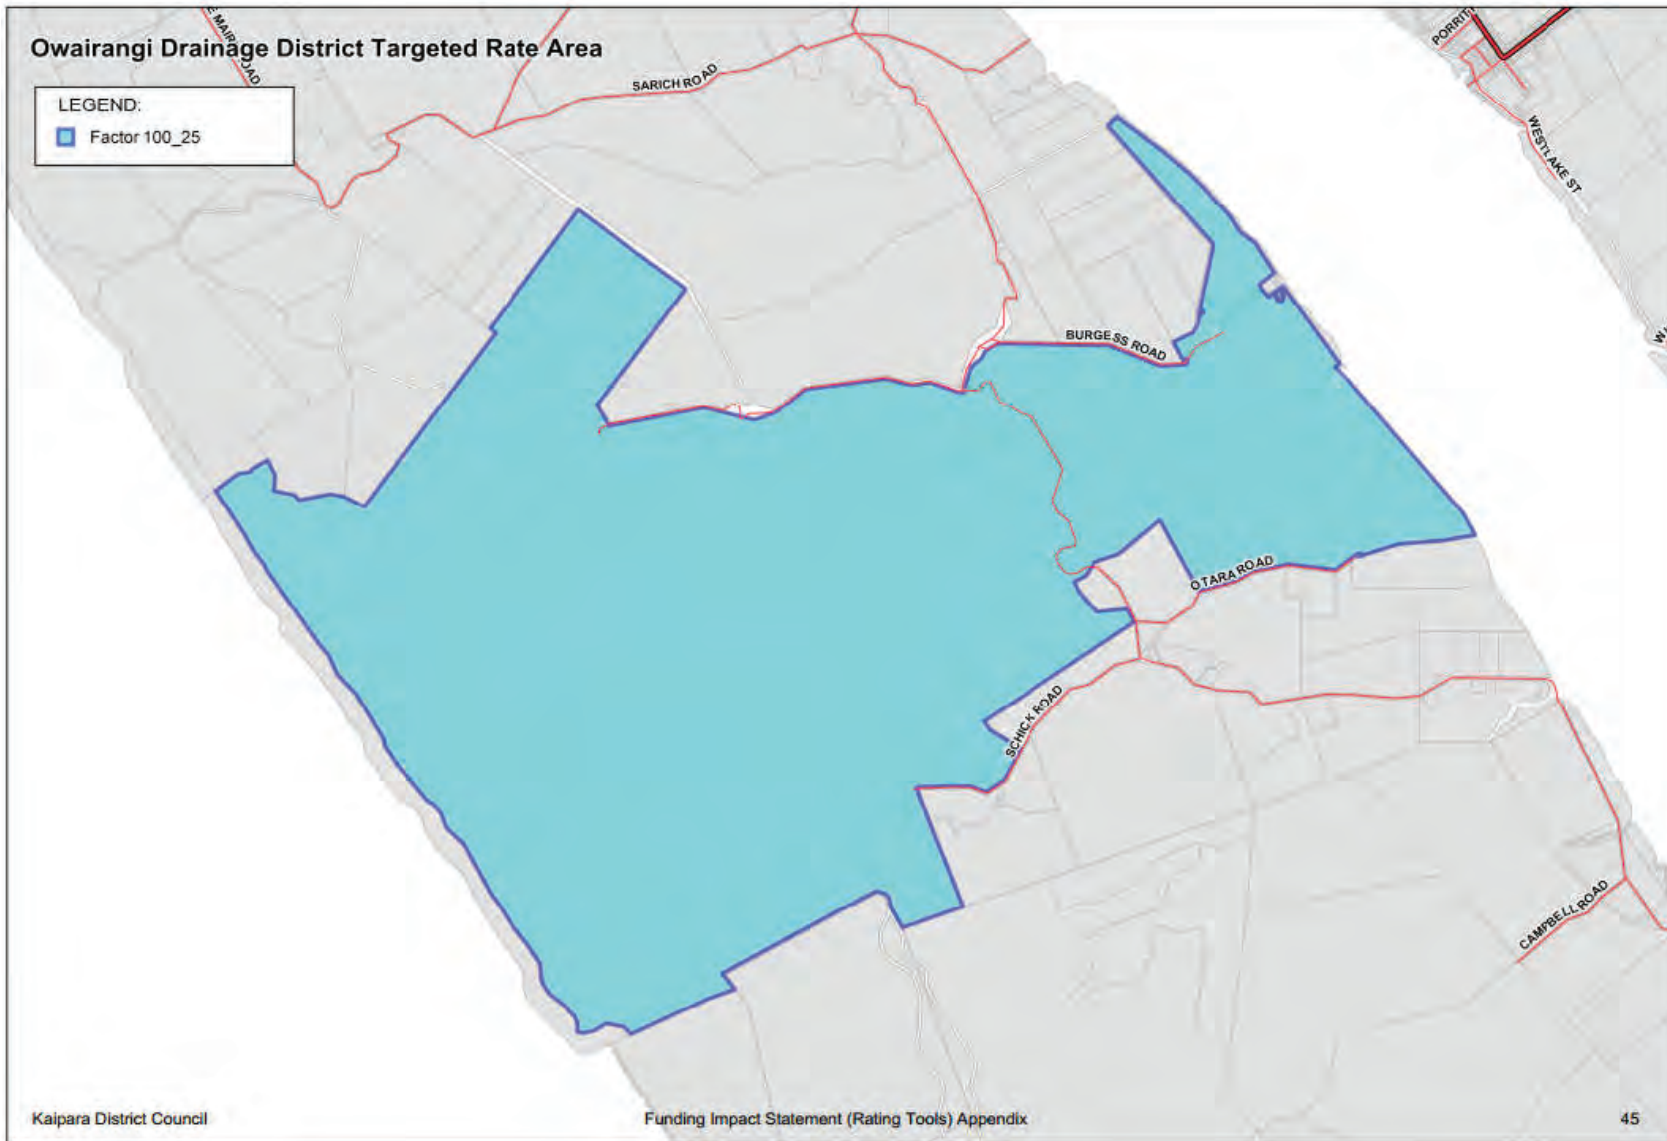 Owairangi Drainage District Targeted Rate Area
LEGEND:
Factor 100_25
SARICH ROAD
WESTLAKE ST
BURGESS ROAD
OTARA ROAD
SCHICK ROAD
CAMPBELL ROAD
Kaipara District Council
Funding Impact Statement (Rating Tools) Appendix
45